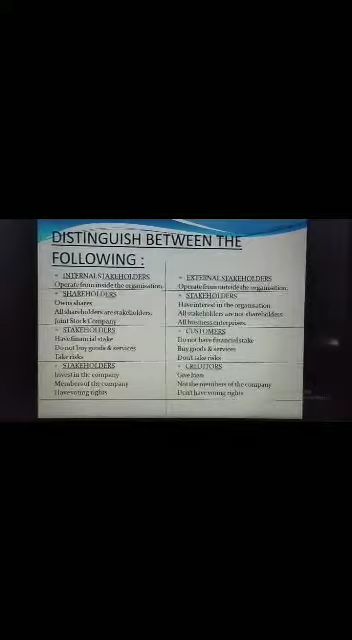 DISTINGUISH BETWEEN THE
FOLLOWING :
INTERNAL STAKEHOLDERS
Operate from inside the organisation.
SHAREHOLDERS
Owns shares
All shareholders are stakeholders.
Joint Stock Company
STAKEHOLDERS
Have financial stake
Do not buy goods & services
Take risks
STAKEHOLDERS
Invest in the company
Members of the company
Have voting rights
EXTERNAL STAKEHOLDERS
Operate from outside the organisation.
STAKEHOLDERS
Have interest in the organisation.
All stakeholders are not shareholders
All business enterprises
CUSTOMERS
Do not have financial stake
Buy goods & services
Don't take risks
CREDITORS
Give loan
Not the members of the company
Don't have voting rights